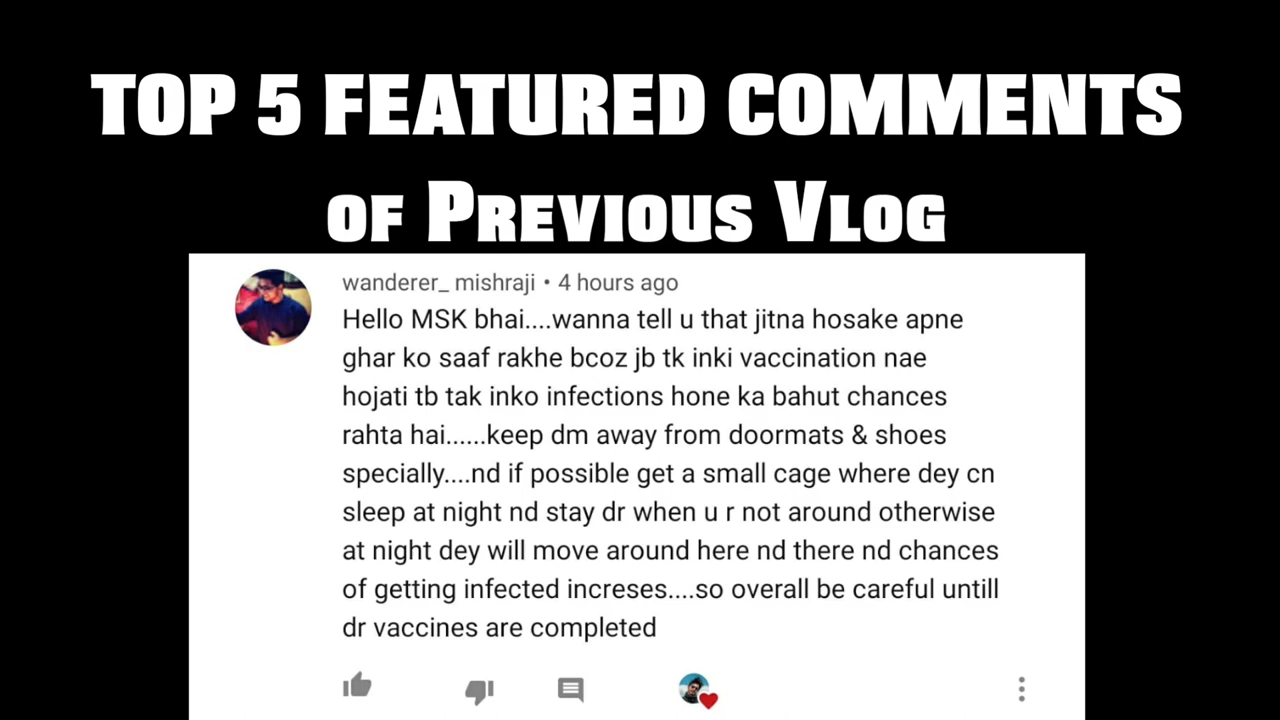 TOP 5 FEATURED COMMENTS
OF PREVIOUS VLOG
wanderer_ mishraji • 4 hours ago
Hello MSK bhai....wanna tell u that jitna hosake apne
ghar ko saaf rakhe bcoz jb tk inki vaccination nae
hojati tb tak inko infections hone ka bahut chances
rahta hai......keep dm away from doormats & shoes
specially....nd if possible get a small cage where dey cn
sleep at night nd stay dr when u r not around otherwise
at night dey will move around here nd there nd chances
of getting infected increses....so overall be careful untill
dr vaccines are completed